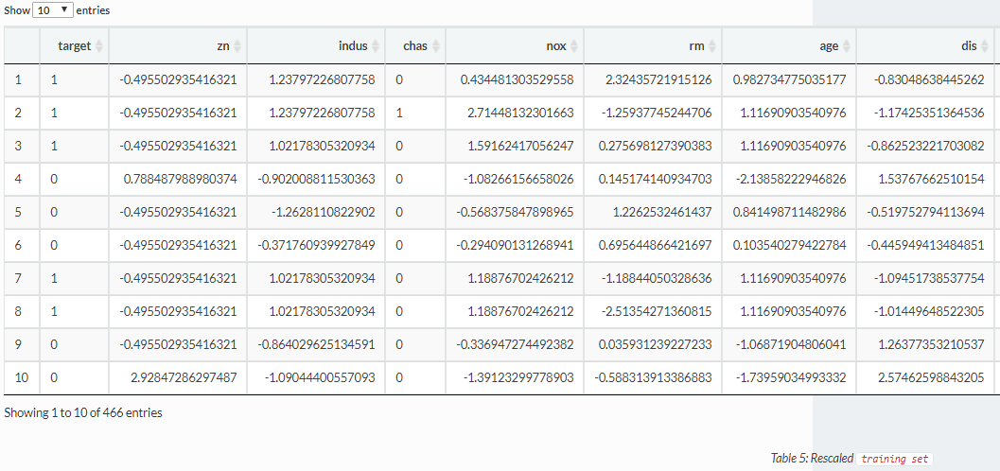 Show 10 entries
target zn indus chas nox rm age dis
1 1 -0.495502935416321 1.23797226807758 0 0.434481303529558 2.32435721915126 0.982734775035177 -0.83048638445262
2 1 -0.495502935416321 1.23797226807758 1 2.71448132301663 -1.25937745244706 1.11690903540976 -1.17425351364536
3 1 -0.495502935416321 1.02178305320934 0 1.59162417056247 0.275698127390383 1.11690903540976 -0.862523221703082
4 0 0.788487988980374 -0.902008811530363 0 -1.08266156658026 0.145174140934703 -2.13858222946826 1.53767662510154
5 0 -0.495502935416321 -1.2628110822902 0 -0.568375847898965 1.2262532461437 0.841498711482986 -0.519752794113694
6 0 -0.495502935416321 -0.371760939927849 0 -0.294090131268941 0.695644866421697 0.103540279422784 -0.445949413484851
7 1 -0.495502935416321 1.02178305320934 0 1.18876702426212 -1.18844050328636 1.11690903540976 -1.09451738537754
8 1 -0.495502935416321 1.02178305320934 0 1.18876702426212 -2.51354271360815 1.11690903540976 -1.01449648522305
9 0 -0.495502935416321 -0.864029625134591 0 -0.336947274492382 0.035931239227233 -1.06871904806041 1.26377353210537
10 0 2.92847286297487 -1.09044400557093 0 -1.39123299778903 -0.588313913386883 -1.73959034993332 2.57462598843205
Showing 1 to 10 of 466 entries
Table 5: Rescaled training set